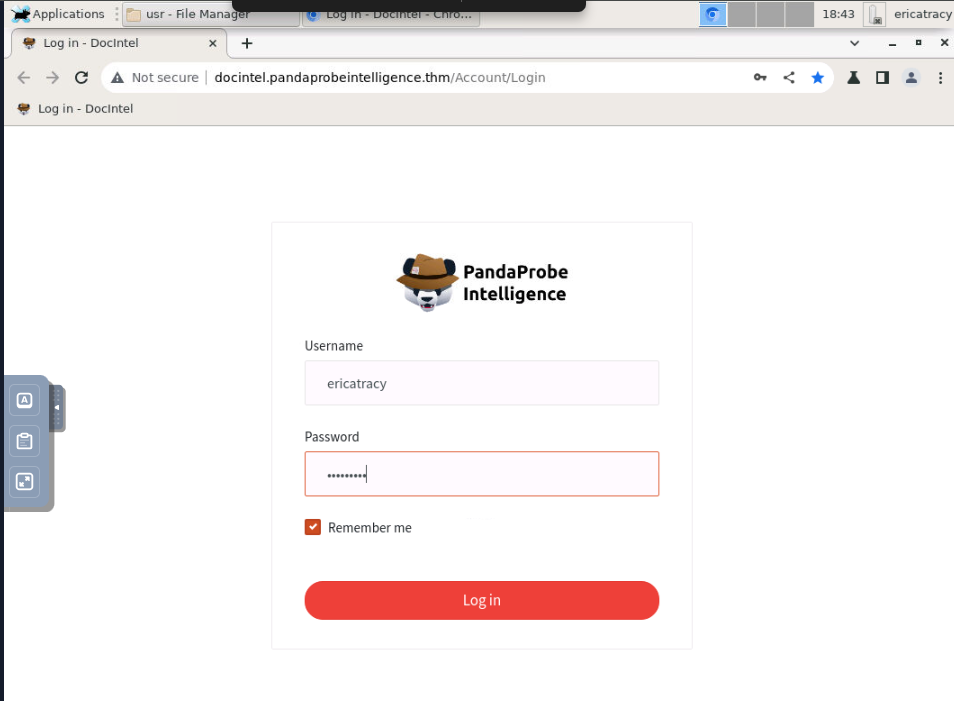 Applications usr - File Manager Log in - DocIntel - Chro... 18:43 ericatracy
Log in - DocIntel
Not secure docintel.pandaprobeintelligence.thm/Account/Login
Log in - DocIntel
PandaProbe
Intelligence
Username
ericatracy
Password
•••••••••
Remember me
Log in
A